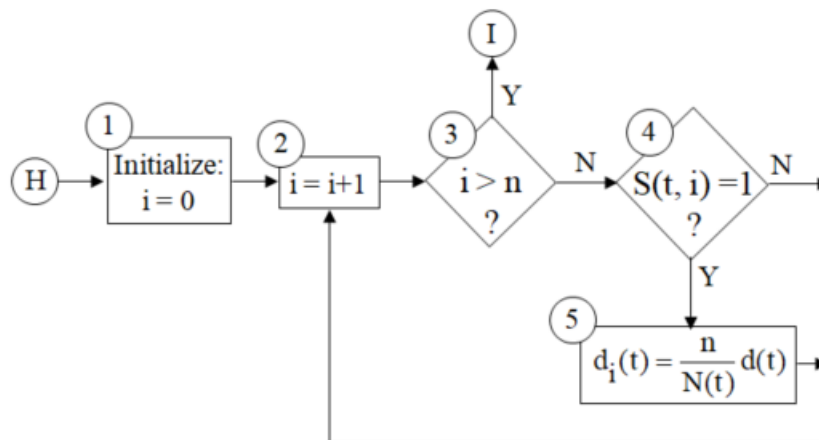 I
Y
1
2
3
4
H
Initialize:
i = 0
i = i+1
i > n
?
N
S(t, i) =1
?
N
Y
5
d_i(t) = n/N(t) d(t)